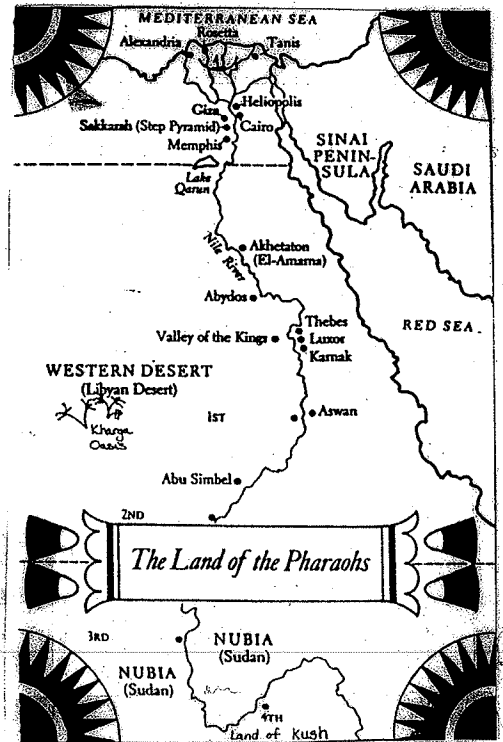 MEDITERRANEAN SEA
Rosetta
Alexandria
Tanis
Heliopolis
Giza
Cairo
Sakkarah (Step Pyramid)
Memphis
SINAI
PENIN-
SULA
SAUDI
ARABIA
Lake
Qarun
Nile River
Akhetaton
(El-Amarna)
Abydos
Thebes
RED SEA
Valley of the Kings
Luxor
Karnak
WESTERN DESERT
(Libyan Desert)
Kharga
Oasis
1ST
Aswan
Abu Simbel
2ND
The Land of the Pharaohs
3RD
NUBIA
(Sudan)
NUBIA
(Sudan)
4TH
Land of Kush